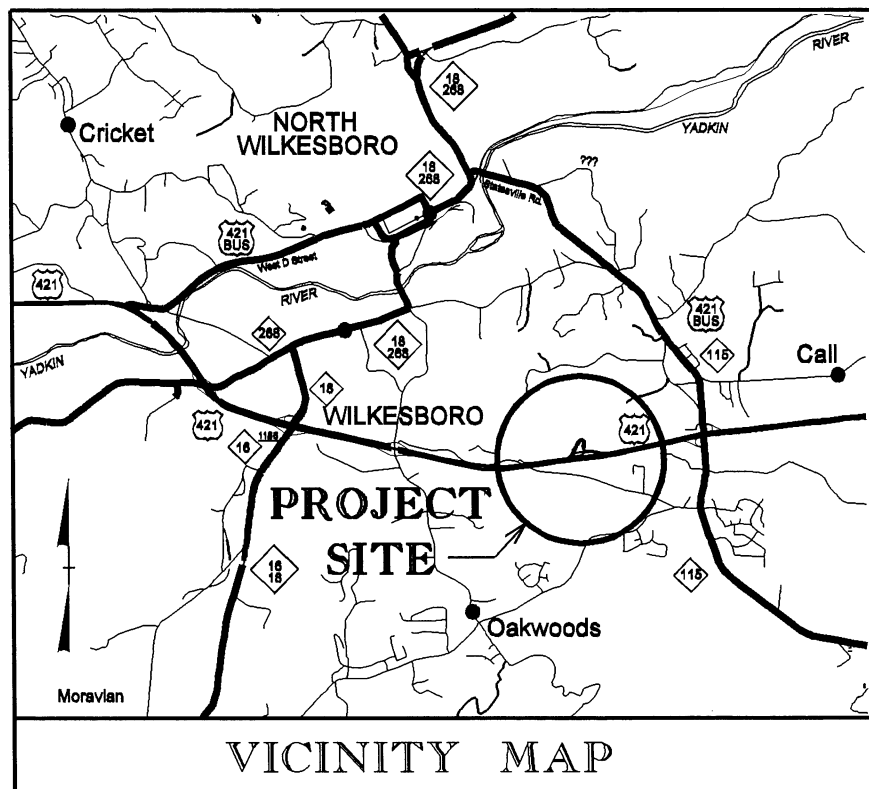 18
268
RIVER
Cricket
NORTH
WILKESBORO
YADKIN
???
18
268
Statesville Rd.
421
BUS
West D Street
421
RIVER
421
BUS
268
18
268
115
Call
YADKIN
18
WILKESBORO
421
421
16
PROJECT
SITE
16
18
115
Oakwoods
Moravian
VICINITY MAP